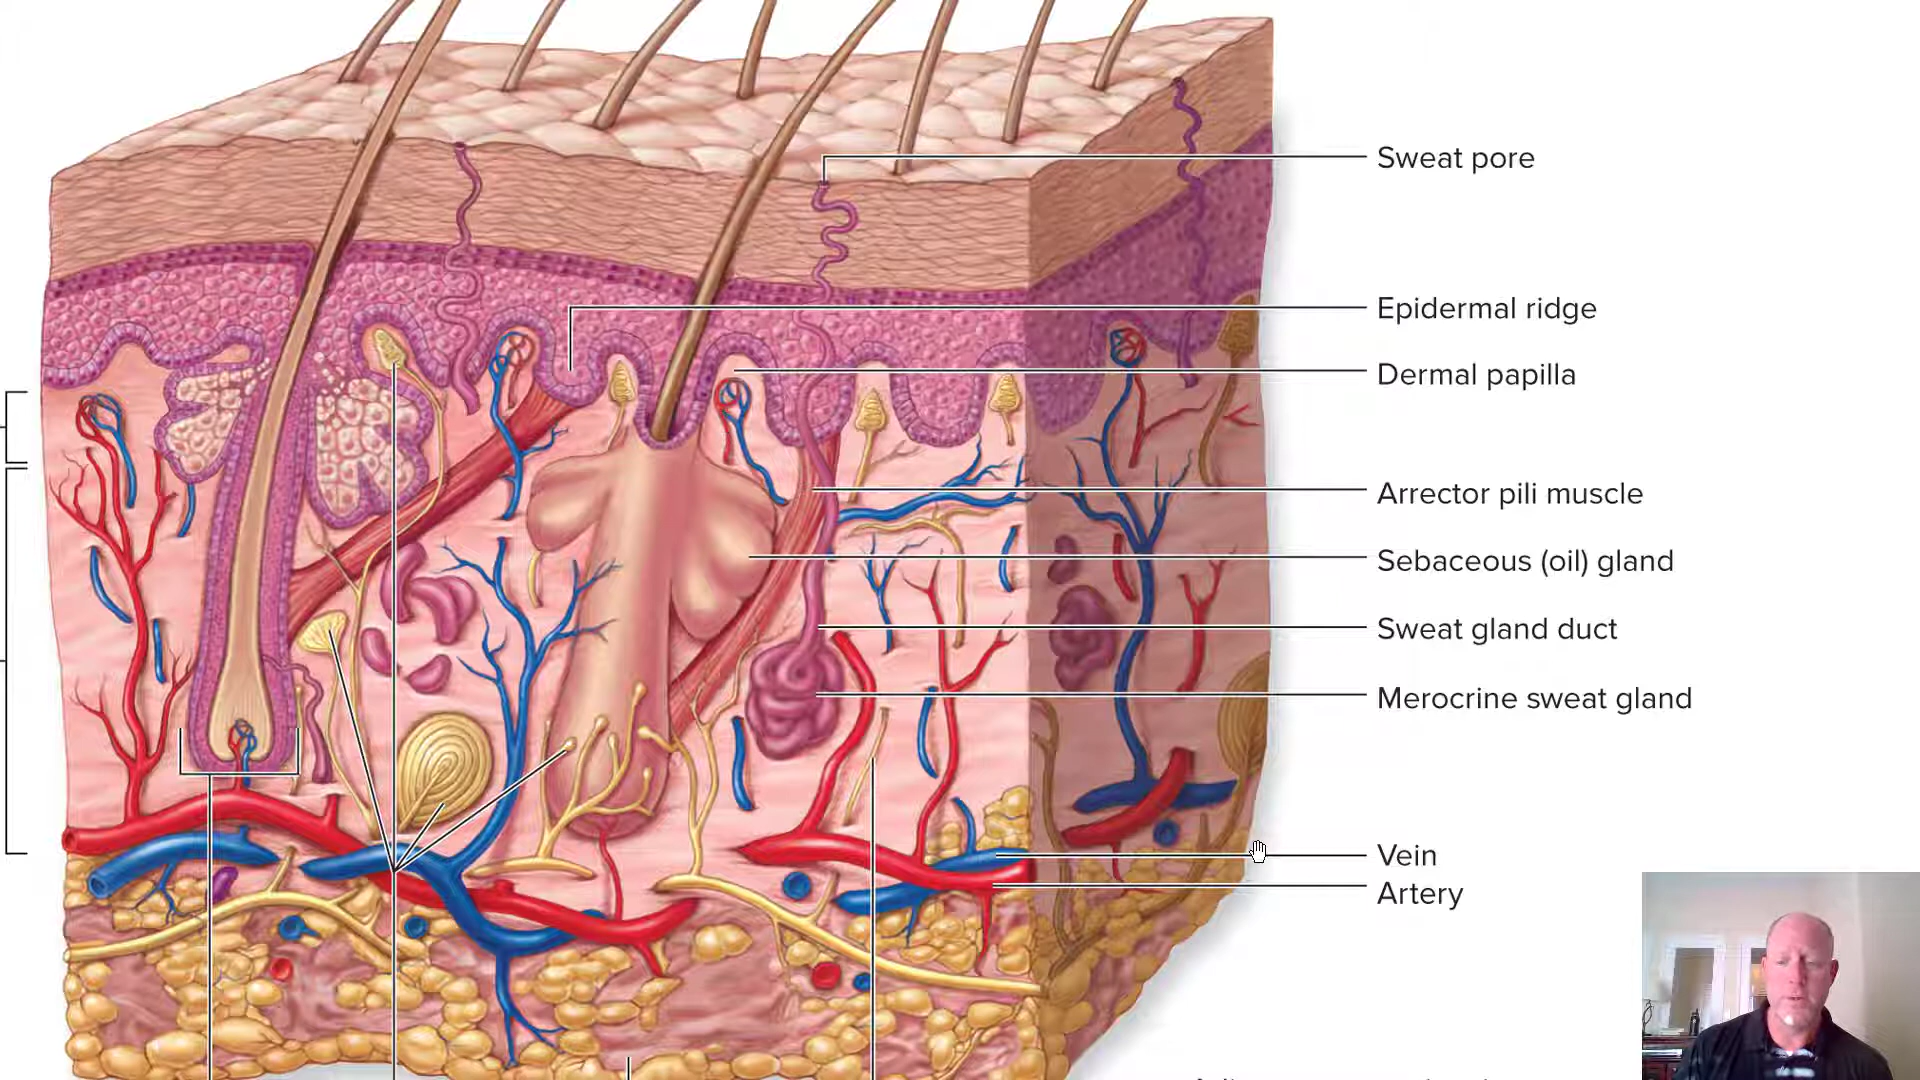 Sweat pore
Epidermal ridge
Dermal papilla
Arrector pili muscle
Sebaceous (oil) gland
Sweat gland duct
Merocrine sweat gland
Vein
Artery